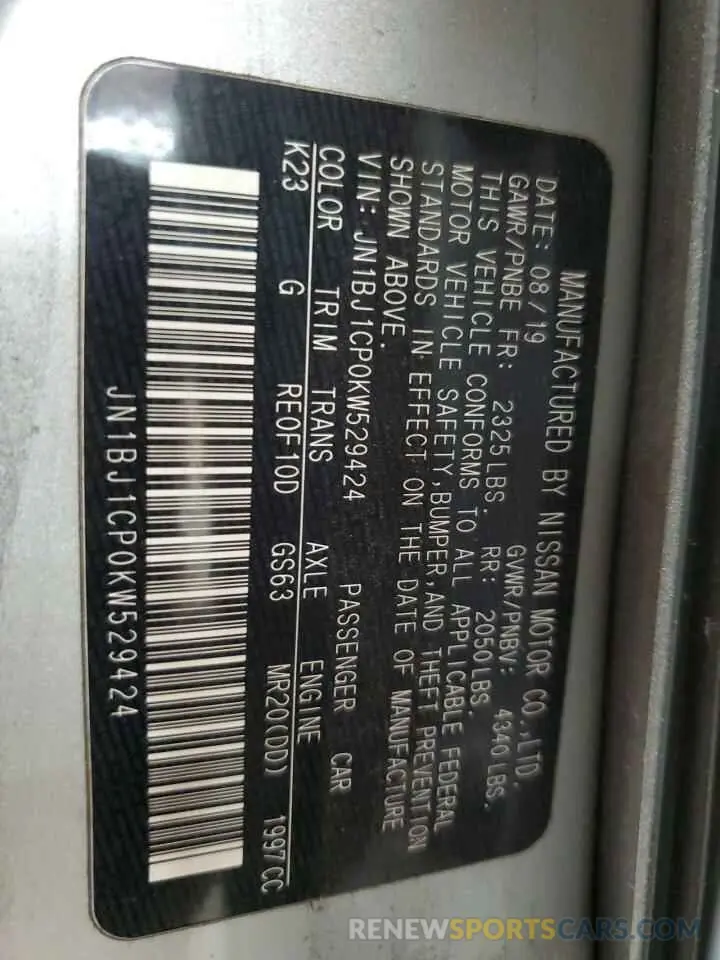 MANUFACTURED BY NISSAN MOTOR CO.,LTD.
DATE: 08/19 GVWR/PNBV: 4340LBS.
GAWR/PNBE FR: 2325LBS. RR: 2050LBS.
THIS VEHICLE CONFORMS TO ALL APPLICABLE FEDERAL
MOTOR VEHICLE SAFETY,BUMPER,AND THEFT PREVENTION
STANDARDS IN EFFECT ON THE DATE OF MANUFACTURE
SHOWN ABOVE.
VIN: JN1BJ1CP0KW529424 PASSENGER CAR
COLOR TRIM TRANS AXLE ENGINE
K23 G RE0F10D GS63 MR20(DD) 1997CC
JN1BJ1CP0KW529424
RENEWSPORTSCARS.COM